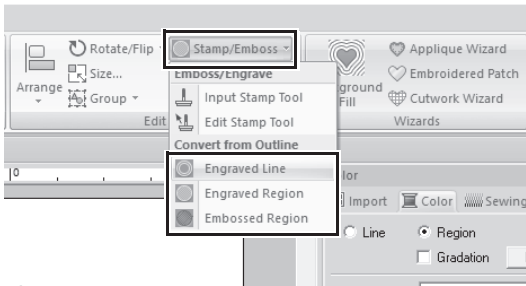 Rotate/Flip
Stamp/Emboss
Applique Wizard
Size...
Emboss/Engrave
Embroidered Patch
Arrange
Group
Input Stamp Tool
ground
Fill
Cutwork Wizard
Edit
Edit Stamp Tool
Wizards
Convert from Outline
0
Engraved Line
lor
Engraved Region
Import
Color
Sewing
Embossed Region
Line
Region
Gradation